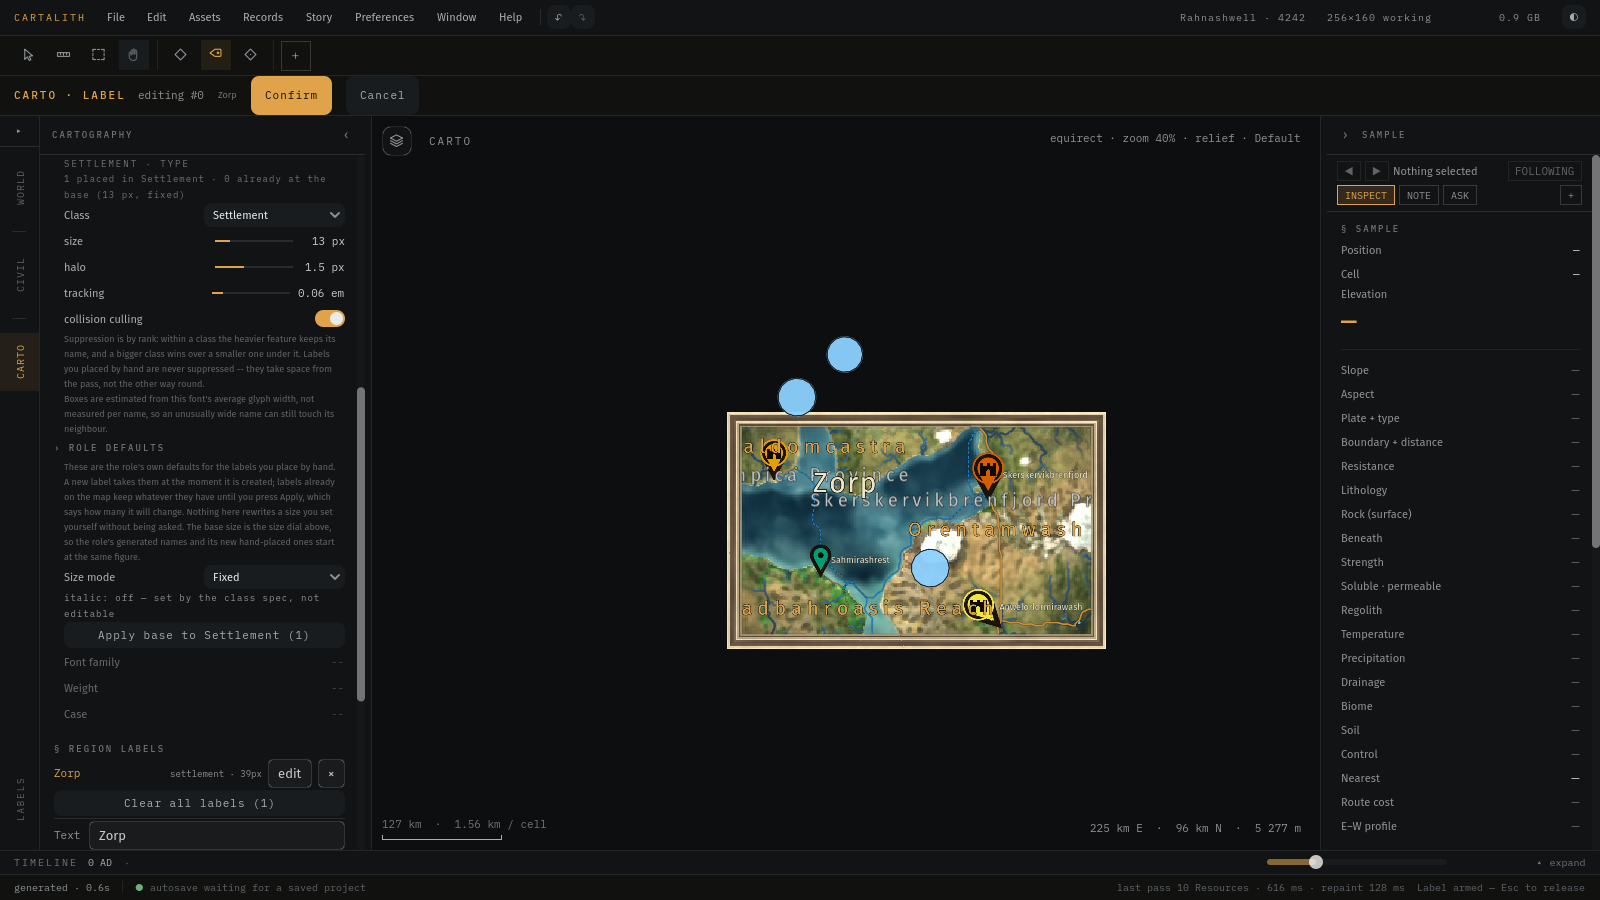 CARTALITH File Edit Assets Records Story Preferences Window Help
Rahnashwell · 4242 256×160 working 0.9 GB
CARTO · LABEL editing #0 Zorp Confirm Cancel
CARTOGRAPHY
WORLD
CIVIL
CARTO
LABELS
SETTLEMENT · TYPE
1 placed in Settlement · 0 already at the
base (13 px, fixed)
Class Settlement
size 13 px
halo 1.5 px
tracking 0.06 em
collision culling
Suppression is by rank: within a class the heavier feature keeps its
name, and a bigger class wins over a smaller one under it. Labels
you placed by hand are never suppressed -- they take space from
the pass, not the other way round.
Boxes are estimated from this font's average glyph width, not
measured per name, so an unusually wide name can still touch its
neighbour.
ROLE DEFAULTS
These are the role's own defaults for the labels you place by hand.
A new label takes them at the moment it is created; labels already
on the map keep whatever they have until you press Apply, which
says how many it will change. Nothing here rewrites a size you set
yourself without being asked. The base size is the size dial above,
so the role's generated names and its new hand-placed ones start
at the same figure.
Size mode Fixed
italic: off — set by the class spec, not
editable
Apply base to Settlement (1)
Font family --
Weight --
Case --
§ REGION LABELS
Zorp settlement · 39px edit ×
Clear all labels (1)
Text Zorp
CARTO
equirect · zoom 40% · relief · Default
Skerskervikbrenfjord
Province
Zorp
Skerskervikbrenfjord Pr
Orentamwash
Sahmirashrest
127 km · 1.56 km / cell
225 km E · 96 km N · 5 277 m
SAMPLE
Nothing selected FOLLOWING
INSPECT NOTE ASK +
§ SAMPLE
Position —
Cell —
Elevation
—
Slope —
Aspect —
Plate + type —
Boundary + distance —
Resistance —
Lithology —
Rock (surface) —
Beneath —
Strength —
Soluble · permeable —
Regolith —
Temperature —
Precipitation —
Drainage —
Biome —
Soil —
Control —
Nearest —
Route cost —
E–W profile —
TIMELINE 0 AD ·
expand
generated · 0.6s autosave waiting for a saved project
last pass 10 Resources · 616 ms · repaint 128 ms Label armed — Esc to release